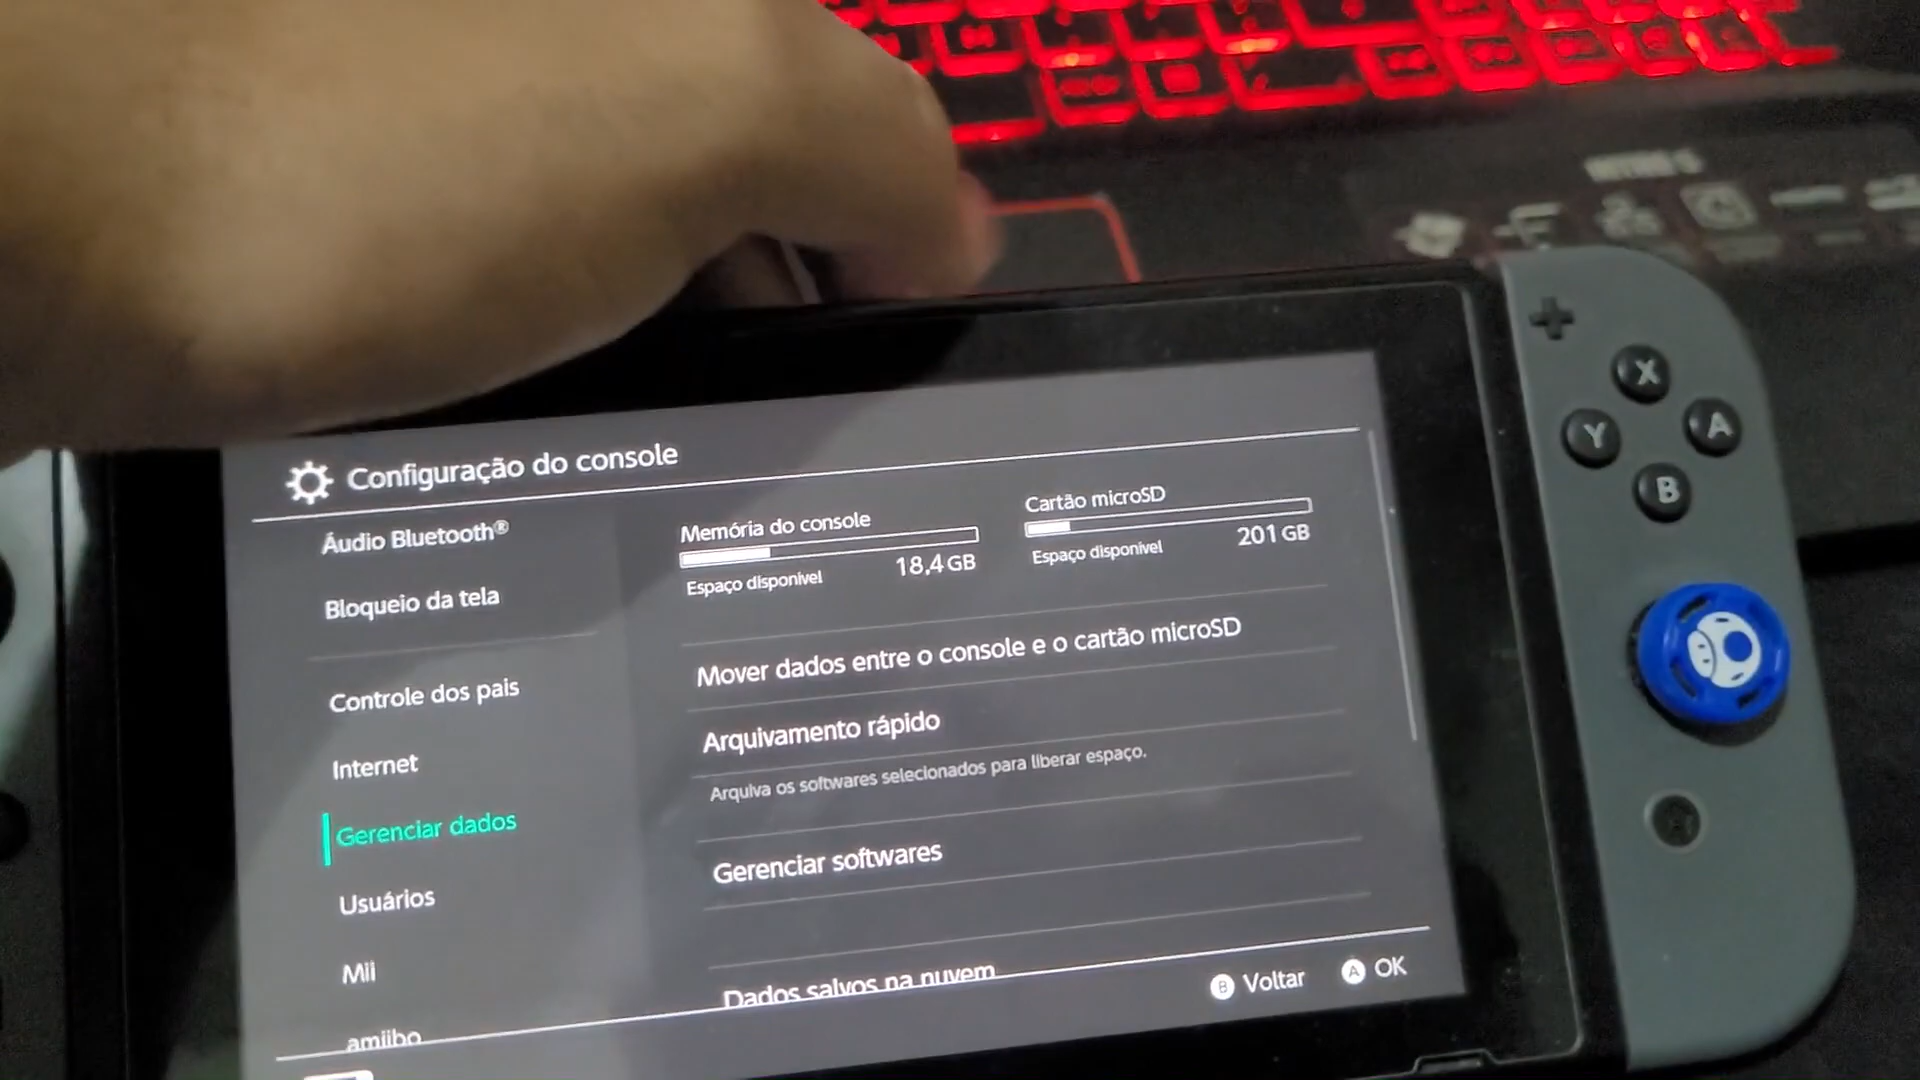 NITRO 5
Configuração do console
Áudio Bluetooth®
Bloqueio da tela
Controle dos pais
Internet
Gerenciar dados
Usuários
Mii
amiibo
Memória do console
Espaço disponível
18,4 GB
Cartão microSD
Espaço disponível
201 GB
Mover dados entre o console e o cartão microSD
Arquivamento rápido
Arquiva os softwares selecionados para liberar espaço.
Gerenciar softwares
Dados salvos na nuvem
B Voltar
A OK
X
Y
A
B